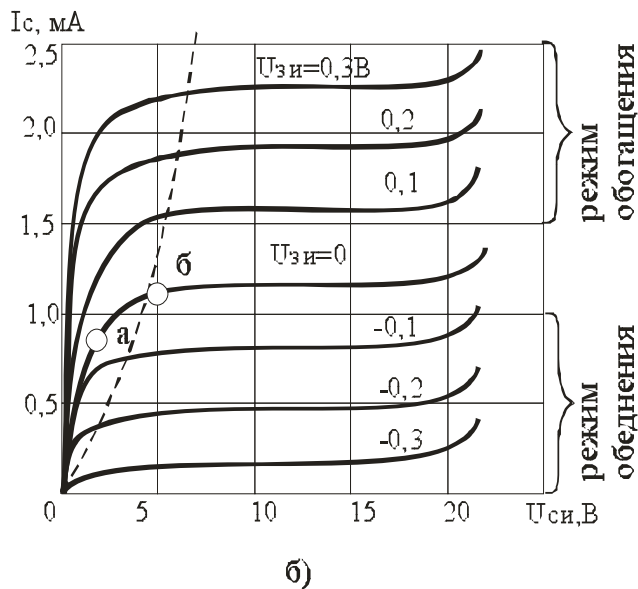 Iс, мА
2,5
Uзи=0,3В
0,2
2,0
0,1
1,5
Uзи=0
б
1,0
а
-0,1
-0,2
0,5
-0,3
0
5
10
15
20
Uси,В
режим
обогащения
режим
обеднения
б)